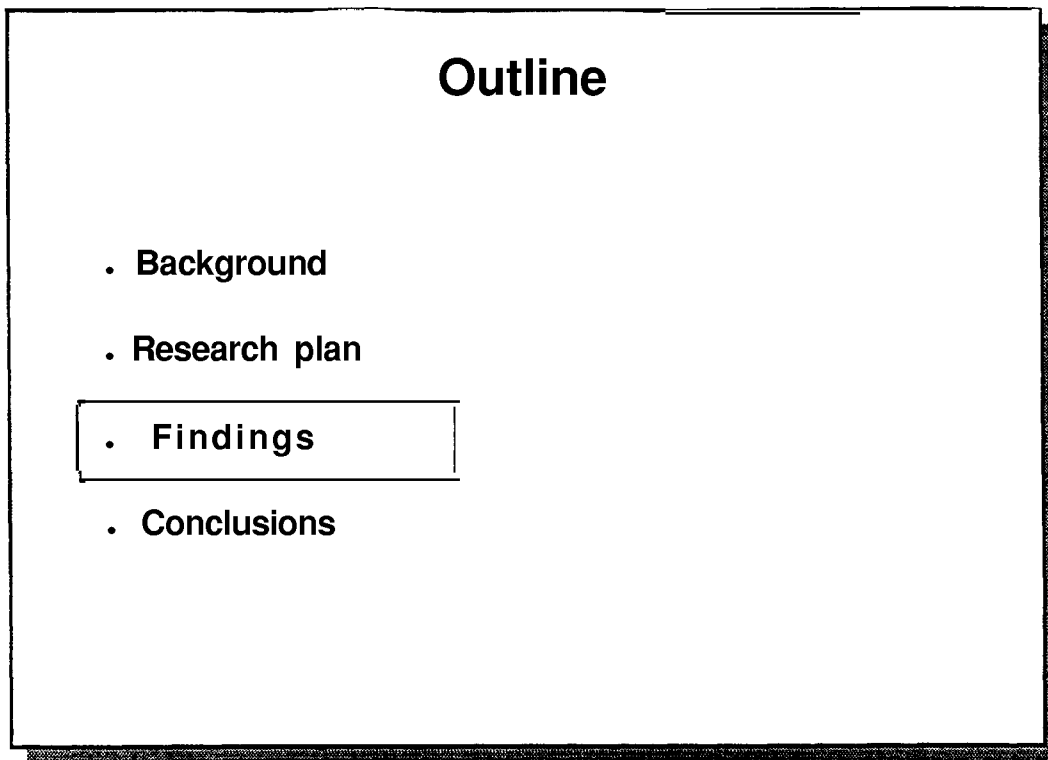 Outline
. Background
. Research plan
. Findings
. Conclusions